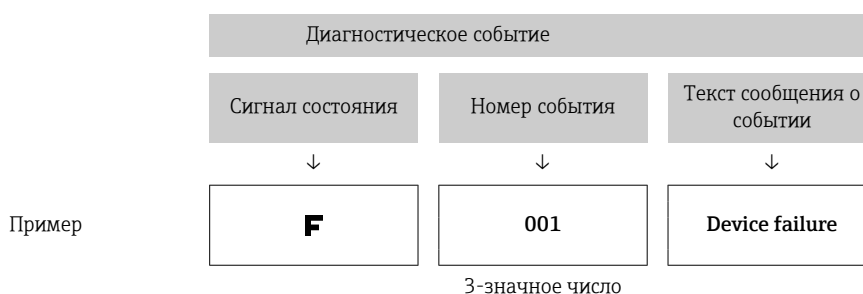 Диагностическое событие
Сигнал состояния
Номер события
Текст сообщения о
событии
↓ ↓ ↓
Пример F 001 Device failure
3-значное число